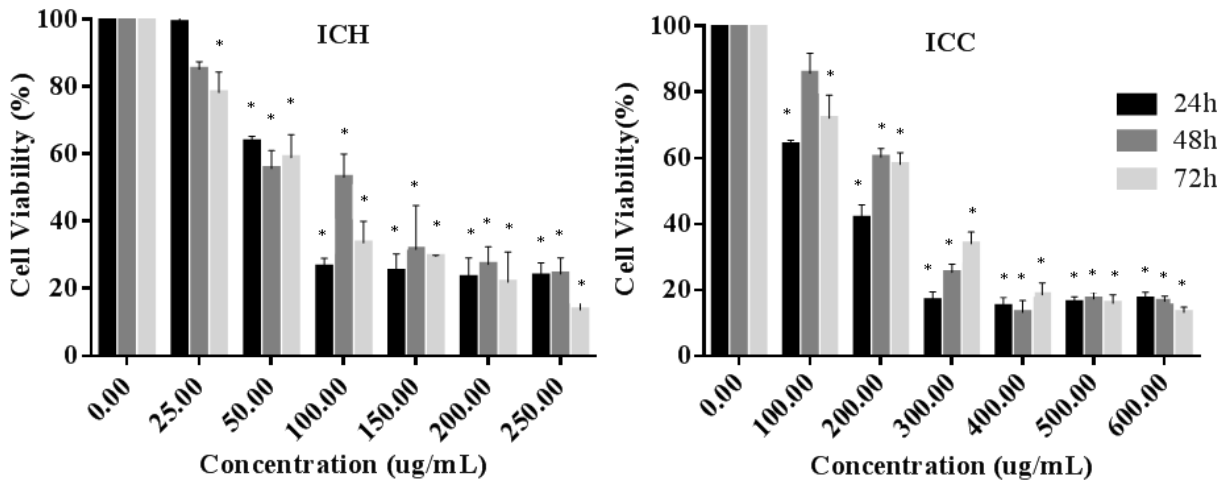 ICH
Cell Viability (%)
100
80
60
40
20
0
* * * * * * * * * * * * * * * *
0.00 25.00 50.00 100.00 150.00 200.00 250.00
Concentration (ug/mL)
ICC
Cell Viability(%)
100
80
60
40
20
0
* * * * * * * * * * * * * * * * *
0.00 100.00 200.00 300.00 400.00 500.00 600.00
Concentration (ug/mL)
24h
48h
72h